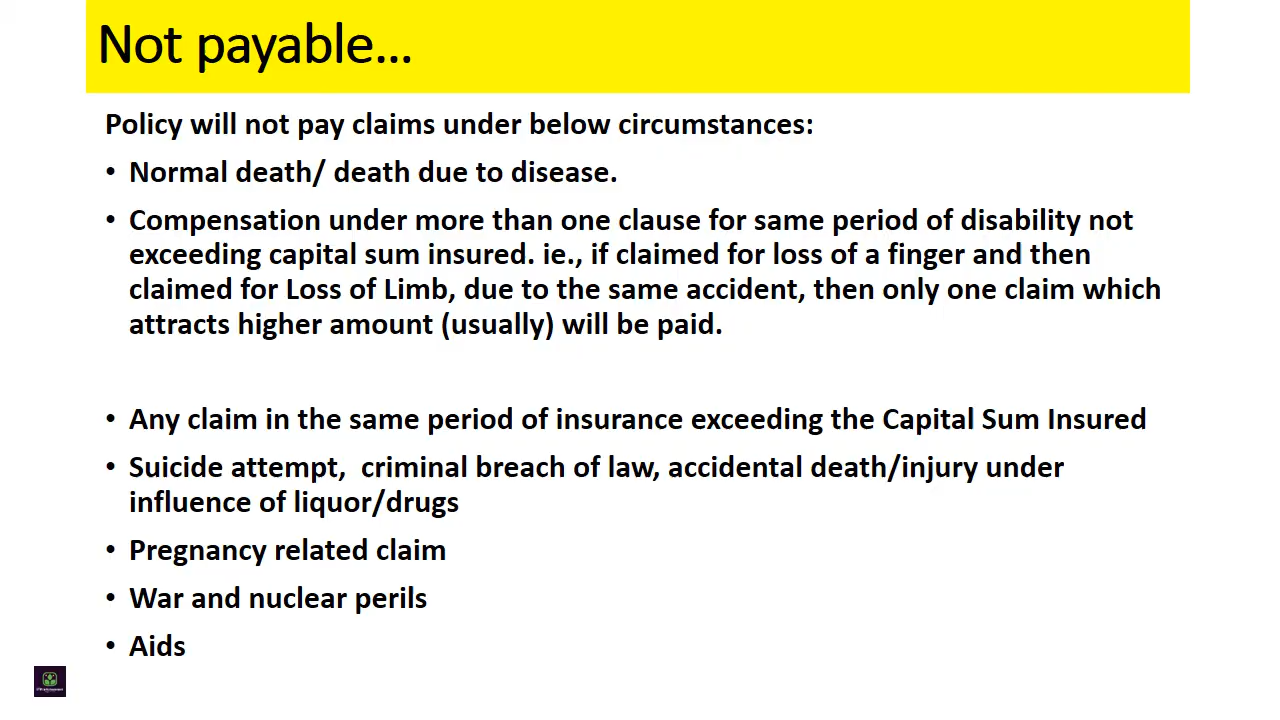 Not payable...
Policy will not pay claims under below circumstances:
• Normal death/ death due to disease.
• Compensation under more than one clause for same period of disability not
exceeding capital sum insured. ie., if claimed for loss of a finger and then
claimed for Loss of Limb, due to the same accident, then only one claim which
attracts higher amount (usually) will be paid.
• Any claim in the same period of insurance exceeding the Capital Sum Insured
• Suicide attempt,  criminal breach of law, accidental death/injury under
influence of liquor/drugs
• Pregnancy related claim
• War and nuclear perils
• Aids